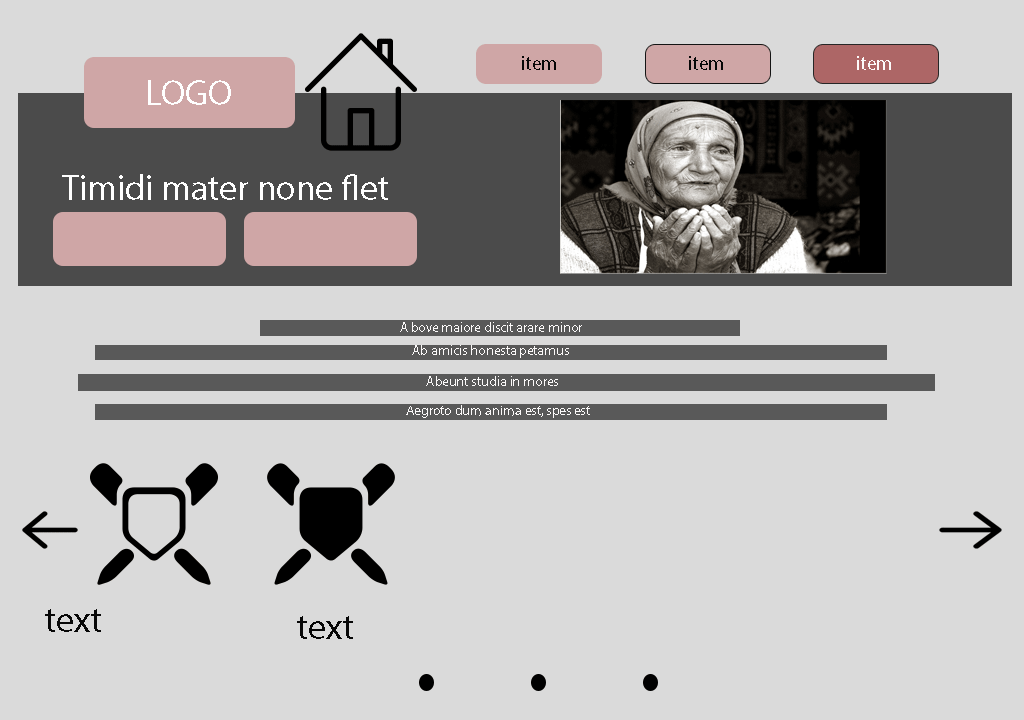 LOGO
item
item
item
Timidi mater none flet
A bove maiore discit arare minor
Ab amicis honesta petamus
Abeunt studia in mores
Aegroto dum anima est, spes est
text
text